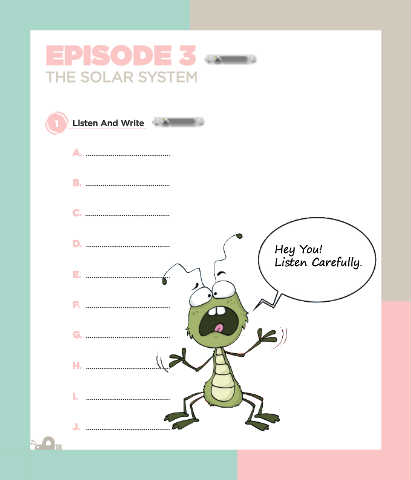 EPISODE 3
THE SOLAR SYSTEM
1 Listen And Write
A.
B.
C.
D.
E.
F.
G.
H.
I.
J.
Hey You!
Listen Carefully.